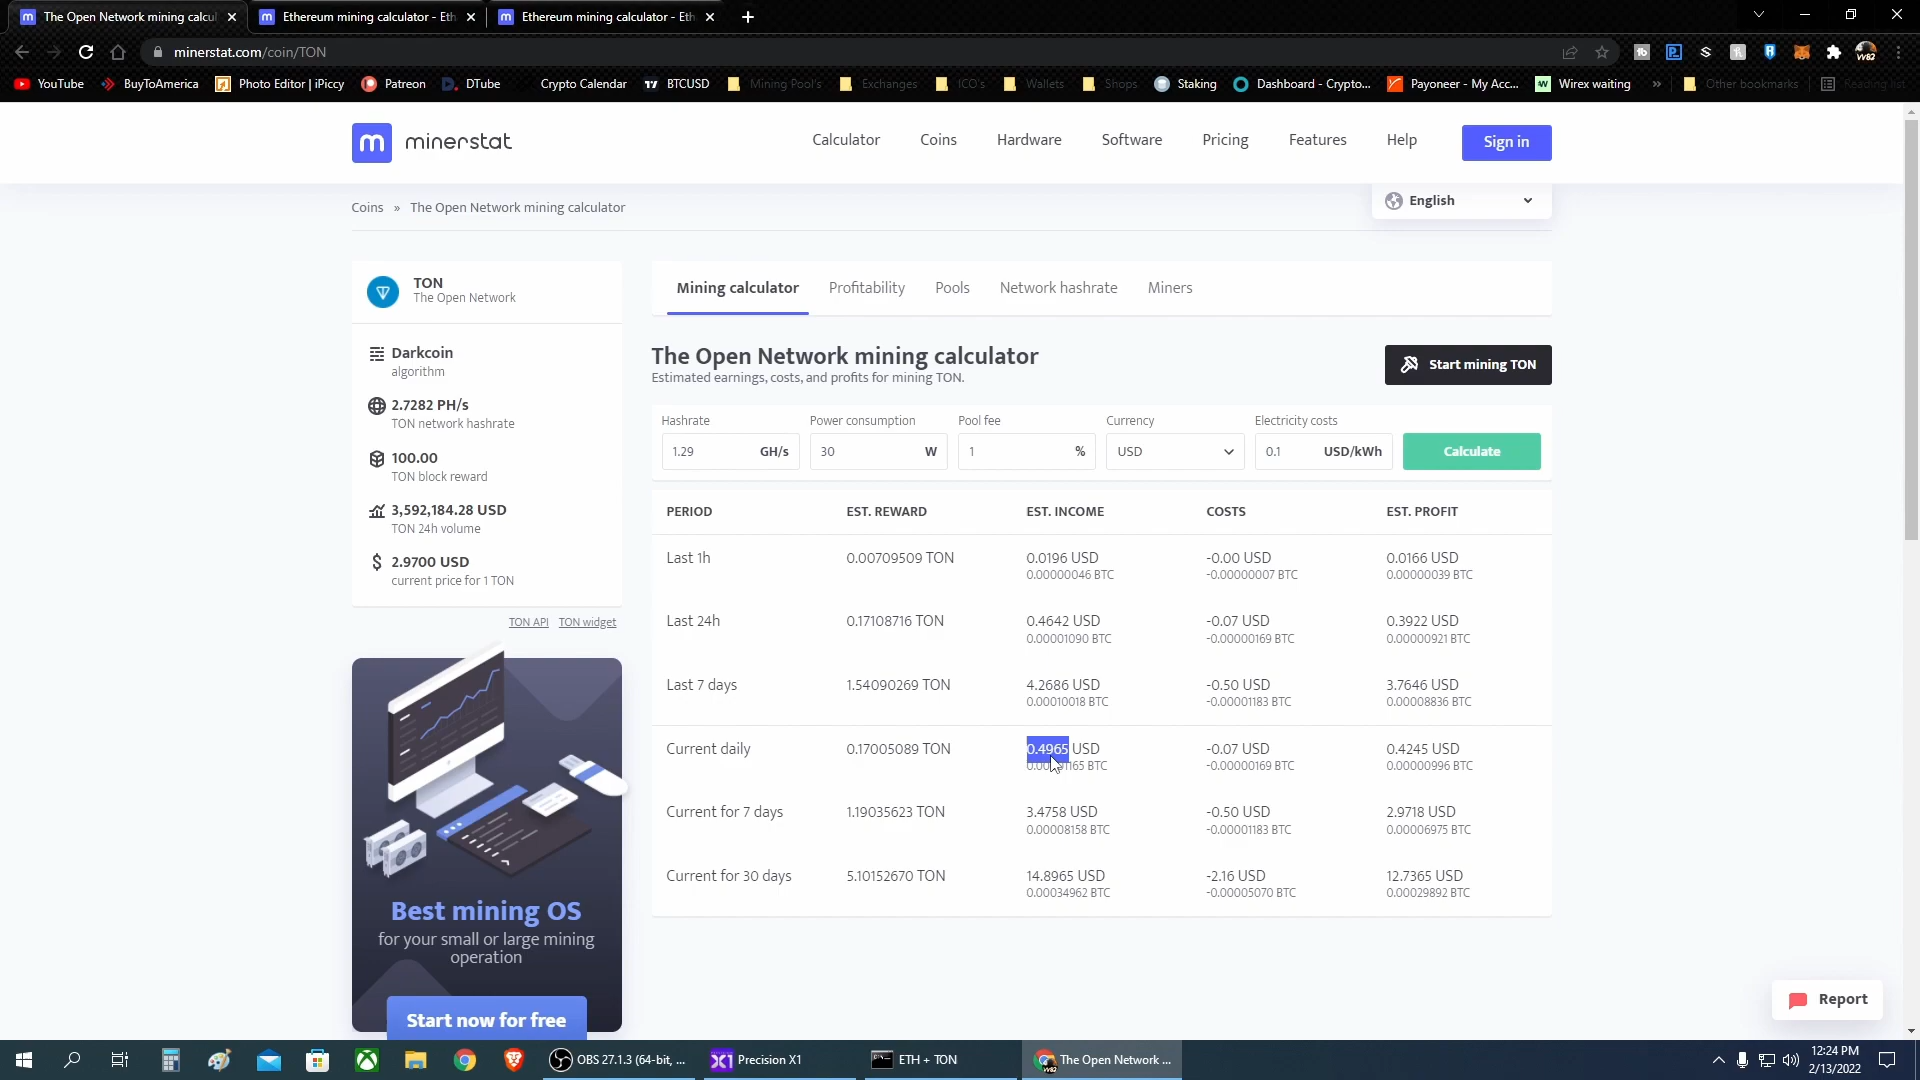 The Open Network mining calcul
Ethereum mining calculator - Eth
Ethereum mining calculator - Eth
minerstat.com/coin/TON
YouTube
BuyToAmerica
Photo Editor | iPiccy
Patreon
DTube
Crypto Calendar
BTCUSD
Mining Pool's
Exchanges
ICO's
Wallets
Shops
Staking
Dashboard - Crypto...
Payoneer - My Acc...
Wirex waiting
Other bookmarks
Reading list
m minerstat
Calculator
Coins
Hardware
Software
Pricing
Features
Help
Sign in
Coins » The Open Network mining calculator
English
TON
The Open Network
Darkcoin
algorithm
2.7282 PH/s
TON network hashrate
100.00
TON block reward
3,592,184.28 USD
TON 24h volume
$ 2.9700 USD
current price for 1 TON
TON API TON widget
Best mining OS
for your small or large mining
operation
Start now for free
Mining calculator Profitability Pools Network hashrate Miners
The Open Network mining calculator
Estimated earnings, costs, and profits for mining TON.
Start mining TON
Hashrate Power consumption Pool fee Currency Electricity costs
1.29 GH/s 30 W 1 % USD 0.1 USD/kWh Calculate
PERIOD EST. REWARD EST. INCOME COSTS EST. PROFIT
Last 1h 0.00709509 TON 0.0196 USD -0.00 USD 0.0166 USD
0.00000046 BTC -0.00000007 BTC 0.00000039 BTC
Last 24h 0.17108716 TON 0.4642 USD -0.07 USD 0.3922 USD
0.00001090 BTC -0.00000169 BTC 0.00000921 BTC
Last 7 days 1.54090269 TON 4.2686 USD -0.50 USD 3.7646 USD
0.00010018 BTC -0.00001183 BTC 0.00008836 BTC
Current daily 0.17005089 TON 0.4965 USD -0.07 USD 0.4245 USD
BTC -0.00000169 BTC 0.00000996 BTC
Current for 7 days 1.19035623 TON 3.4758 USD -0.50 USD 2.9718 USD
0.00008158 BTC -0.00001183 BTC 0.00006975 BTC
Current for 30 days 5.10152670 TON 14.8965 USD -2.16 USD 12.7365 USD
0.00034962 BTC -0.00005070 BTC 0.00029892 BTC
Report
OBS 27.1.3 (64-bit, ...
X1 Precision X1
ETH + TON
The Open Network ...
12:24 PM
2/13/2022